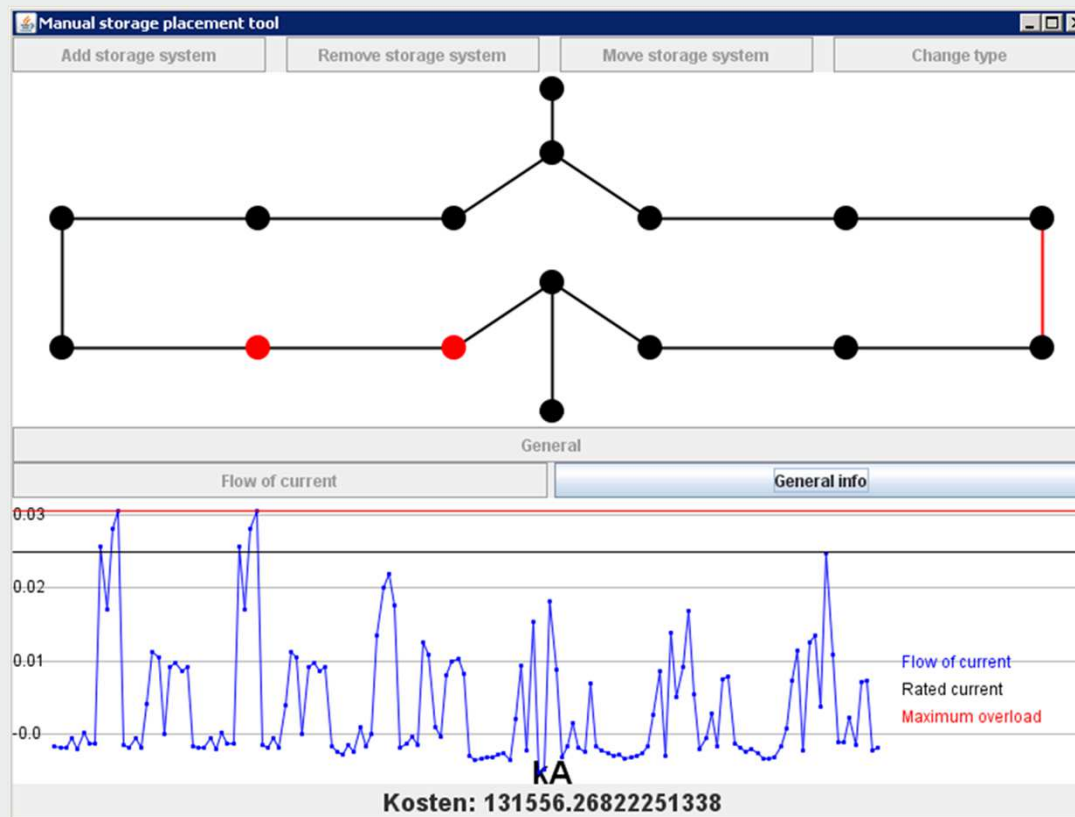 Manual storage placement tool
Add storage system Remove storage system Move storage system Change type
General
Flow of current General info
0.03
0.02
0.01
-0.0
Flow of current
Rated current
Maximum overload
kA
Kosten: 131556.26822251338